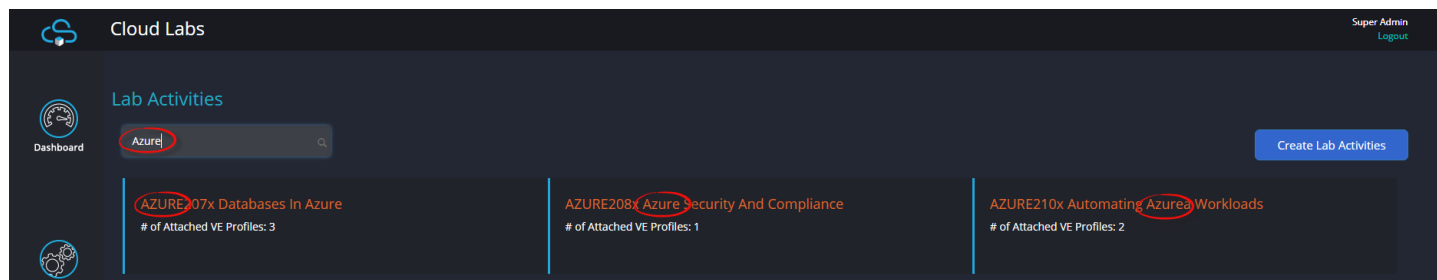 Cloud Labs
Super Admin
Logout
Lab Activities
Dashboard
Azure
Create Lab Activities
AZURE207x Databases In Azure
# of Attached VE Profiles: 3
AZURE208x Azure Security And Compliance
# of Attached VE Profiles: 1
AZURE210x Automating Azurea Workloads
# of Attached VE Profiles: 2